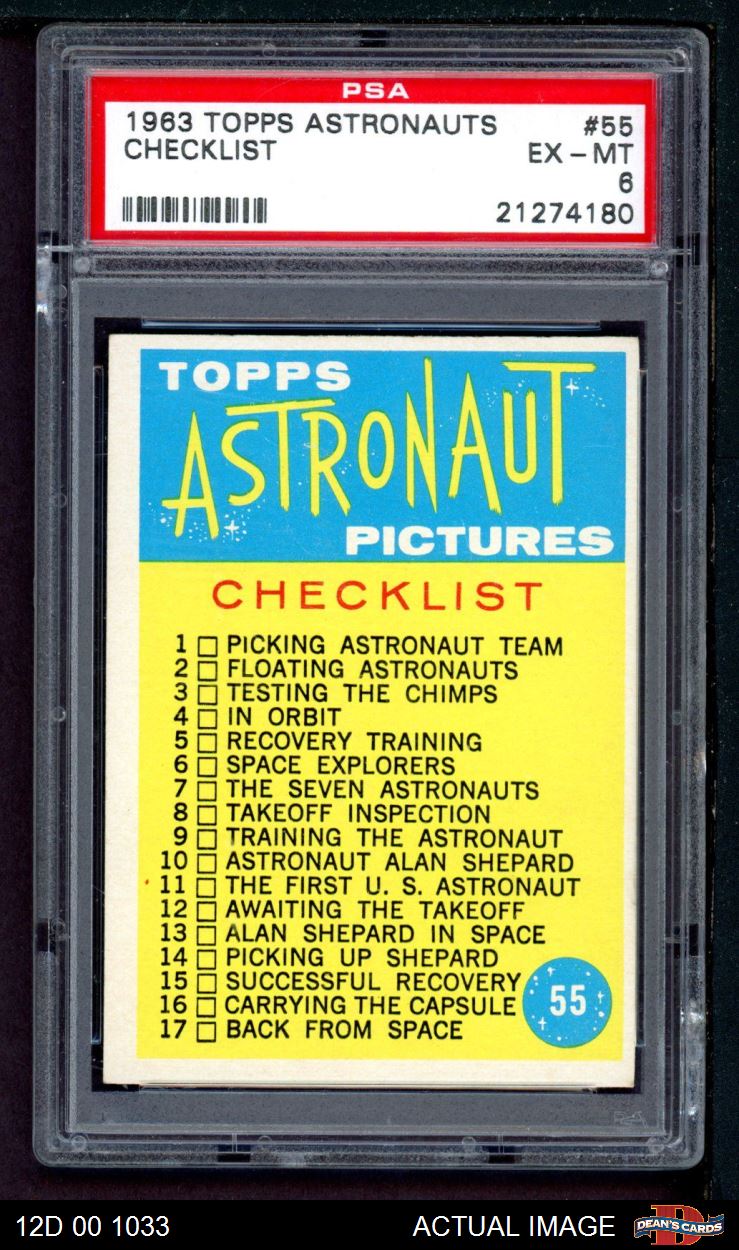 PSA
1963 TOPPS ASTRONAUTS #55
CHECKLIST EX - MT
6
21274180
TOPPS
ASTRONAUT
PICTURES
CHECKLIST
1 PICKING ASTRONAUT TEAM
2 FLOATING ASTRONAUTS
3 TESTING THE CHIMPS
4 IN ORBIT
5 RECOVERY TRAINING
6 SPACE EXPLORERS
7 THE SEVEN ASTRONAUTS
8 TAKEOFF INSPECTION
9 TRAINING THE ASTRONAUT
10 ASTRONAUT ALAN SHEPARD
11 THE FIRST U. S. ASTRONAUT
12 AWAITING THE TAKEOFF
13 ALAN SHEPARD IN SPACE
14 PICKING UP SHEPARD
15 SUCCESSFUL RECOVERY
16 CARRYING THE CAPSULE
17 BACK FROM SPACE
55
12D 00 1033 ACTUAL IMAGE
DEAN'S CARDS